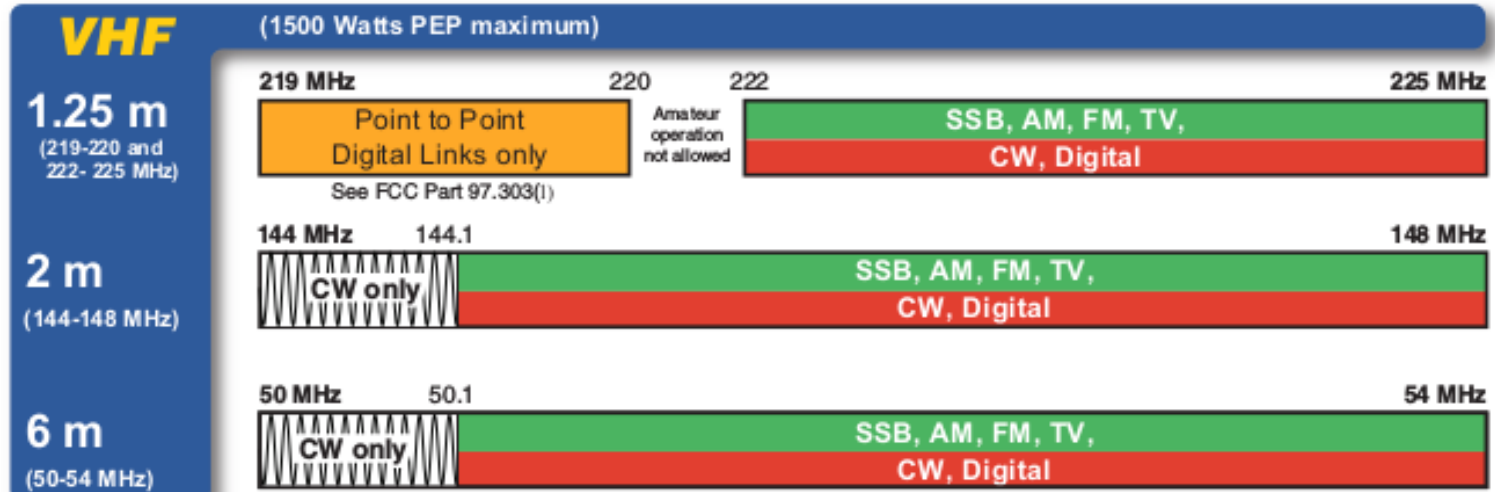 VHF
(1500 Watts PEP maximum)
1.25 m
(219-220 and
222- 225 MHz)
219 MHz 220 222 225 MHz
Point to Point
Digital Links only
Amateur
operation
not allowed
SSB, AM, FM, TV,
CW, Digital
See FCC Part 97.303(l)
2 m
(144-148 MHz)
144 MHz 144.1 148 MHz
CW only
SSB, AM, FM, TV,
CW, Digital
6 m
(50-54 MHz)
50 MHz 50.1 54 MHz
CW only
SSB, AM, FM, TV,
CW, Digital